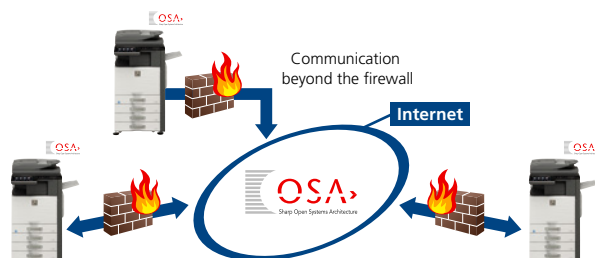 OSA
Communication
beyond the firewall
Internet
OSA
OSA
OSA
Sharp Open Systems Architecture